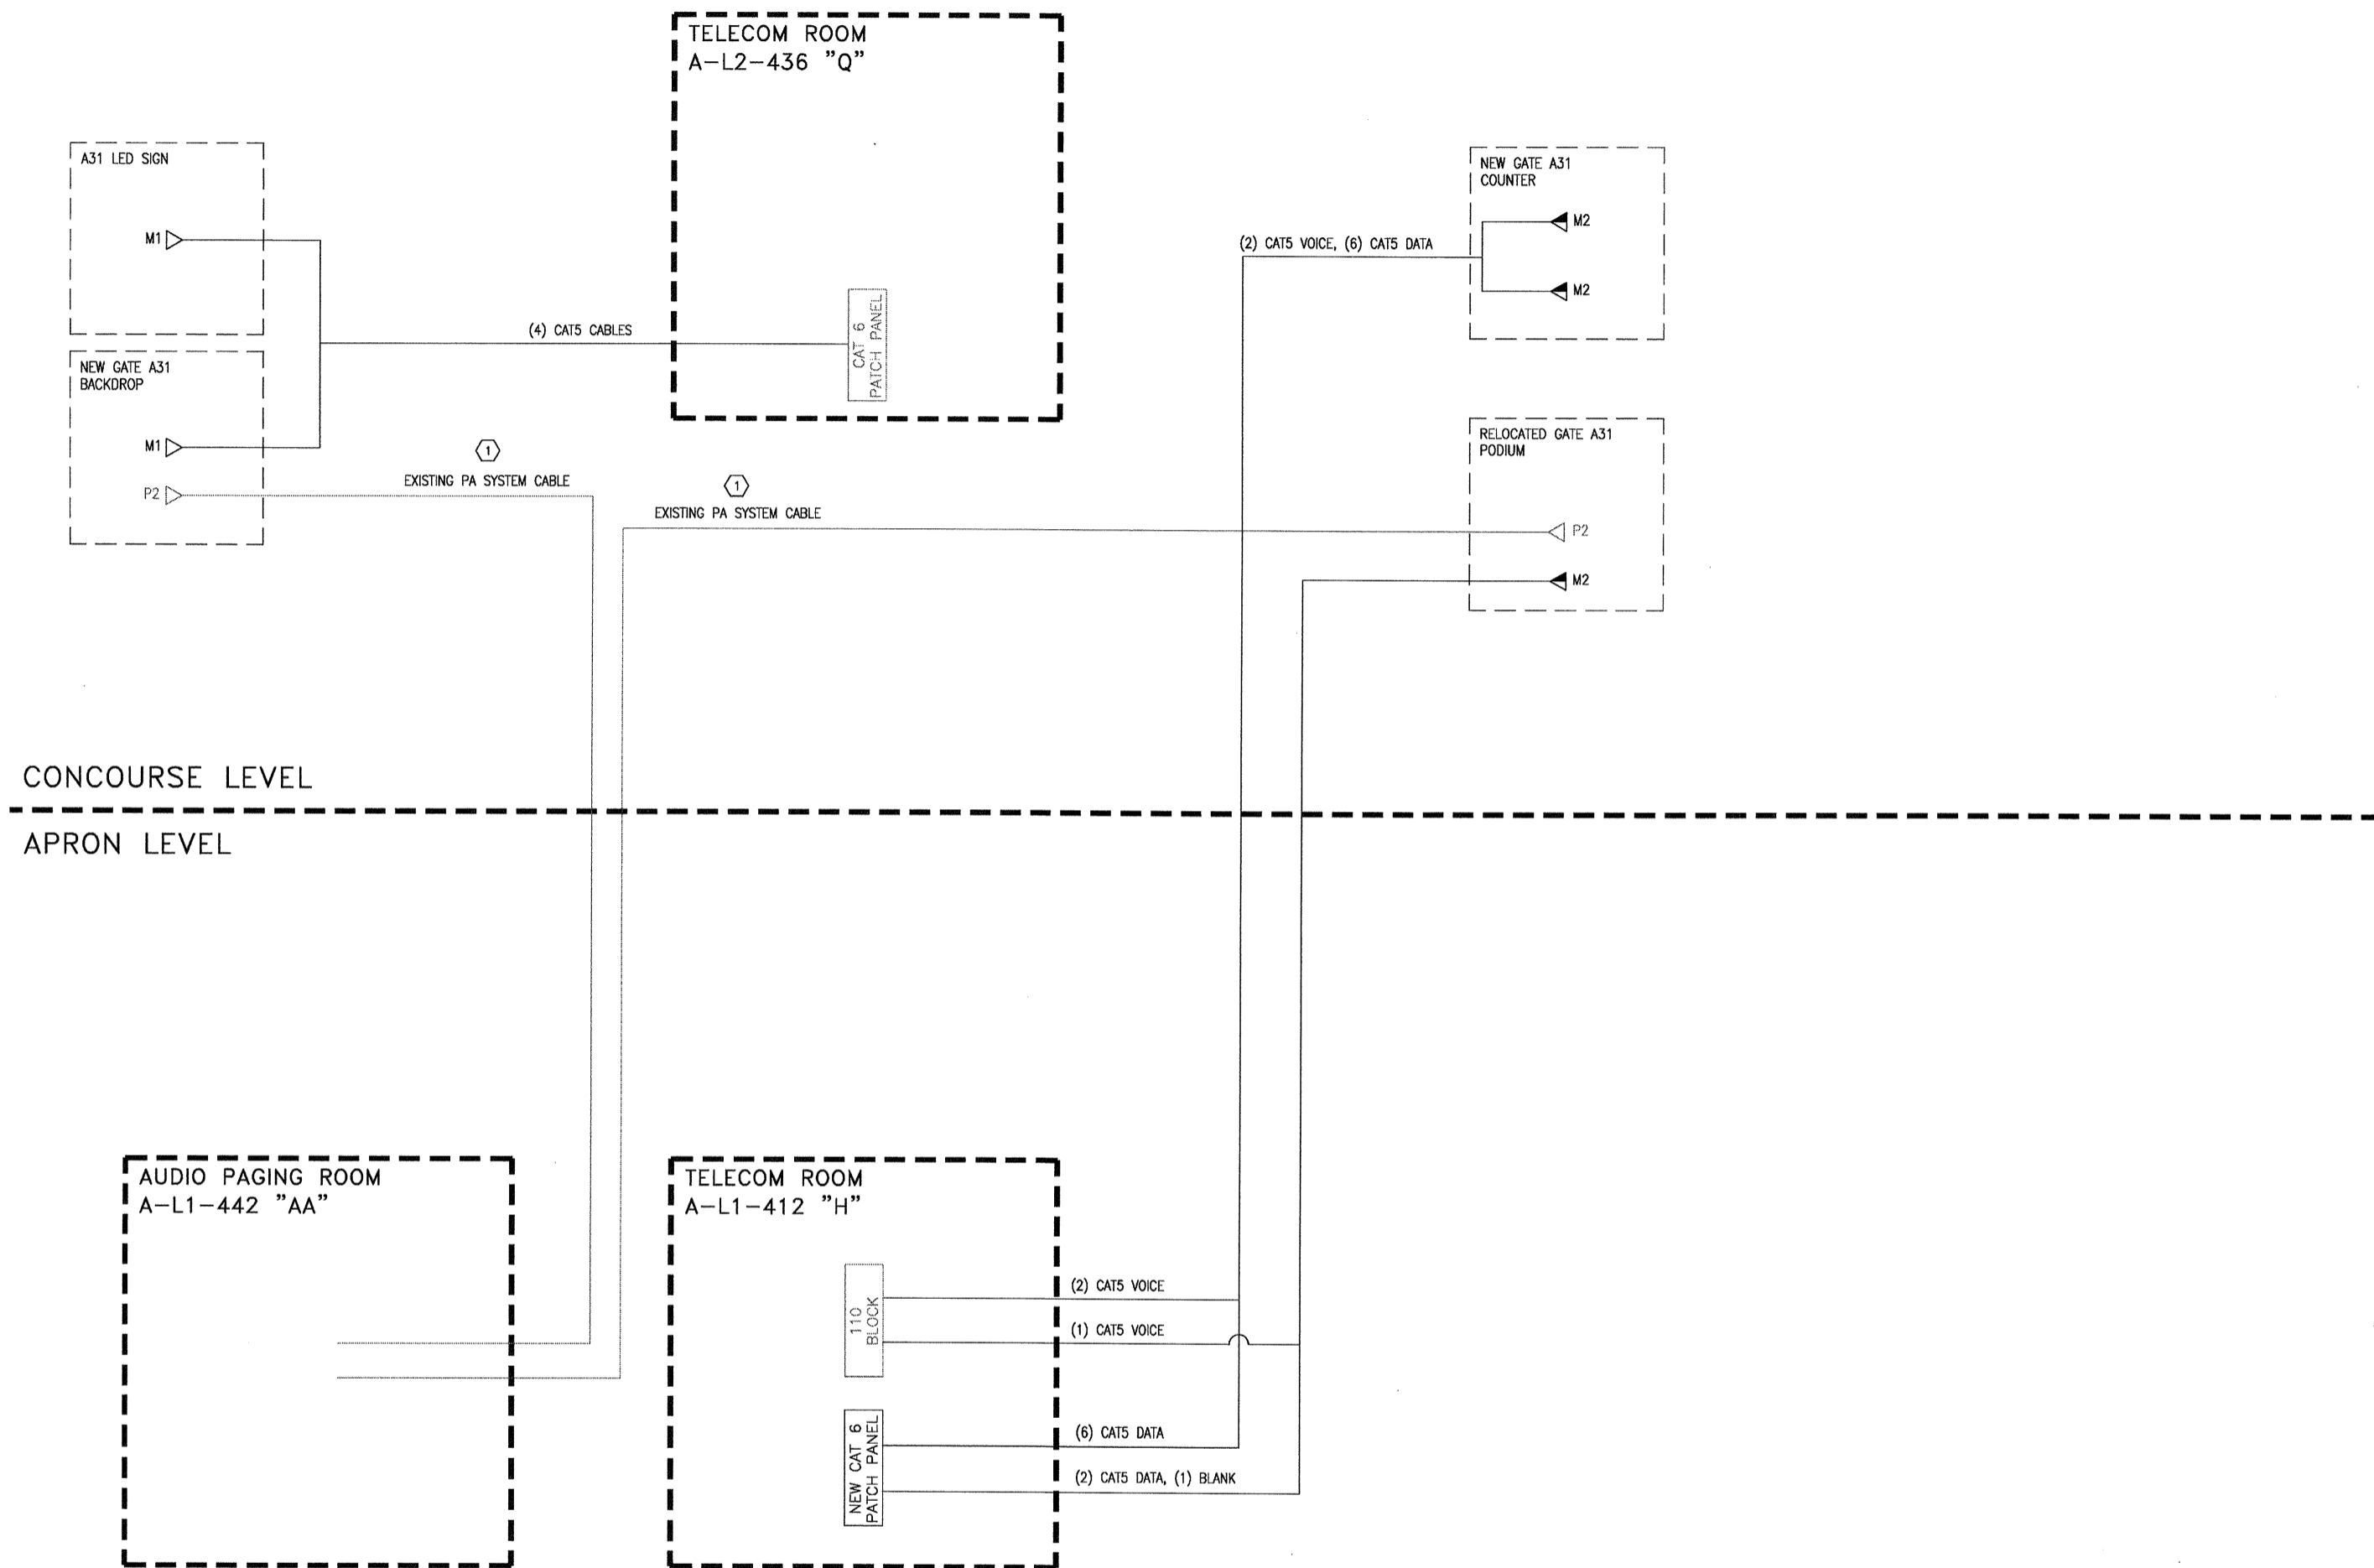 TELECOM ROOM
A-L2-436 "Q"
A31 LED SIGN
M1
NEW GATE A31
COUNTER
M2
M2
(2) CAT5 VOICE, (6) CAT5 DATA
(4) CAT5 CABLES
CAT 6
PATCH PANEL
NEW GATE A31
BACKDROP
M1
P2
1
EXISTING PA SYSTEM CABLE
1
EXISTING PA SYSTEM CABLE
RELOCATED GATE A31
PODIUM
P2
M2
CONCOURSE LEVEL
APRON LEVEL
AUDIO PAGING ROOM
A-L1-442 "AA"
TELECOM ROOM
A-L1-412 "H"
110
BLOCK
(2) CAT5 VOICE
(1) CAT5 VOICE
NEW CAT 6
PATCH PANEL
(6) CAT5 DATA
(2) CAT5 DATA, (1) BLANK